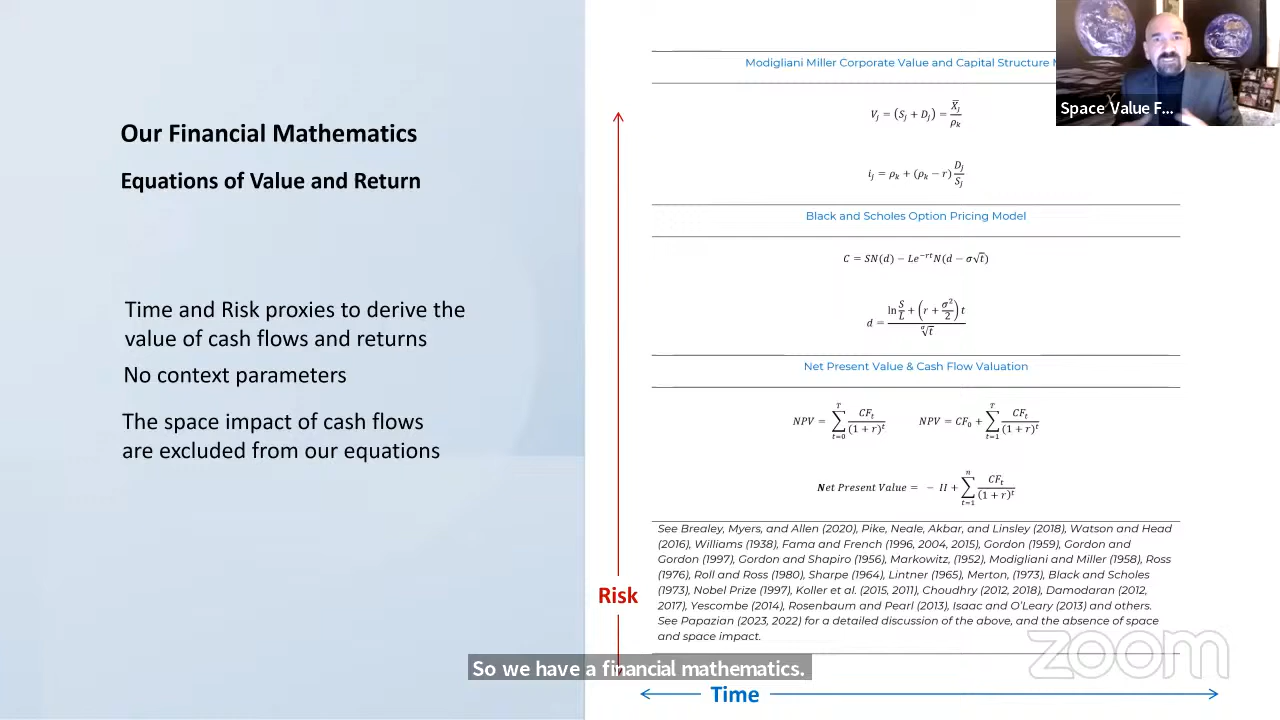 Our Financial Mathematics
Equations of Value and Return
Time and Risk proxies to derive the
value of cash flows and returns
No context parameters
The space impact of cash flows
are excluded from our equations
Modigliani Miller Corporate Value and Capital Structure
V_j = (S_j + D_j) = X̄_j / ρ_k
i_j = ρ_k + (ρ_k − r) D_j / S_j
Black and Scholes Option Pricing Model
C = SN(d) − Le^{−rt}N(d − σ√t)
d = (ln S/L + (r + σ²/2) t) / ᵟ√t
Net Present Value & Cash Flow Valuation
NPV = ∑_{t=0}^{T} CF_t / (1 + r)^t NPV = CF_0 + ∑_{t=1}^{T} CF_t / (1 + r)^t
Net Present Value = − II + ∑_{t=1}^{n} CF_t / (1 + r)^t
See Brealey, Myers, and Allen (2020), Pike, Neale, Akbar, and Linsley (2018), Watson and Head
(2016), Williams (1938), Fama and French (1996, 2004, 2015), Gordon (1959), Gordon and
Gordon (1997), Gordon and Shapiro (1956), Markowitz, (1952), Modigliani and Miller (1958), Ross
(1976), Roll and Ross (1980), Sharpe (1964), Lintner (1965), Merton, (1973), Black and Scholes
(1973), Nobel Prize (1997), Koller et al. (2015, 2011), Choudhry (2012, 2018), Damodaran (2012,
2017), Yescombe (2014), Rosenbaum and Pearl (2013), Isaac and O'Leary (2013) and others.
See Papazian (2023, 2022) for a detailed discussion of the above, and the absence of space
and space impact.
Risk
Time
Space Value F...
So we have a financial mathematics.
zoom